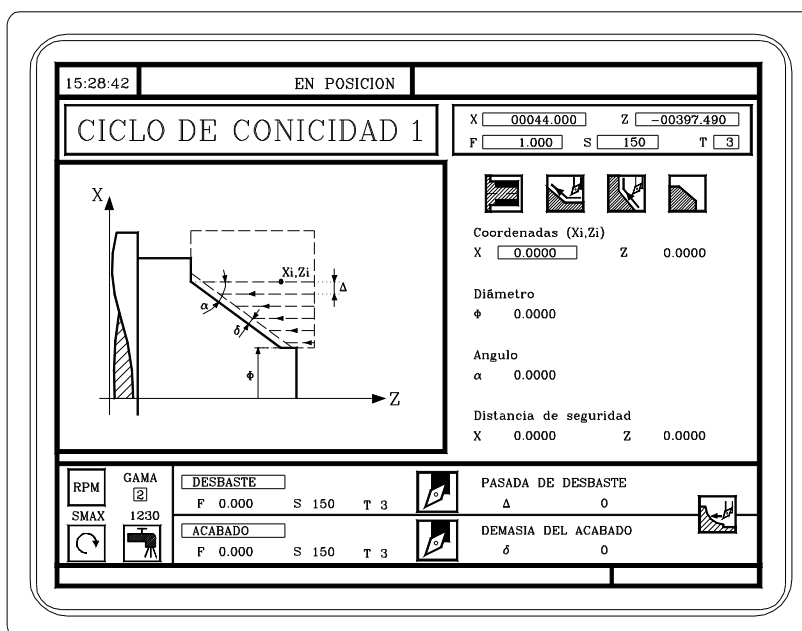 15:28:42 EN POSICION
CICLO DE CONICIDAD 1
X 00044.000 Z -00397.490
F 1.000 S 150 T 3
X
Xi,Zi
Δ
α
δ
Φ
Z
Coordenadas (Xi,Zi)
X 0.0000 Z 0.0000
Diámetro
Φ 0.0000
Angulo
α 0.0000
Distancia de seguridad
X 0.0000 Z 0.0000
RPM GAMA
2
SMAX 1230
DESBASTE
F 0.000 S 150 T 3
PASADA DE DESBASTE
Δ 0
ACABADO
F 0.000 S 150 T 3
DEMASIA DEL ACABADO
δ 0